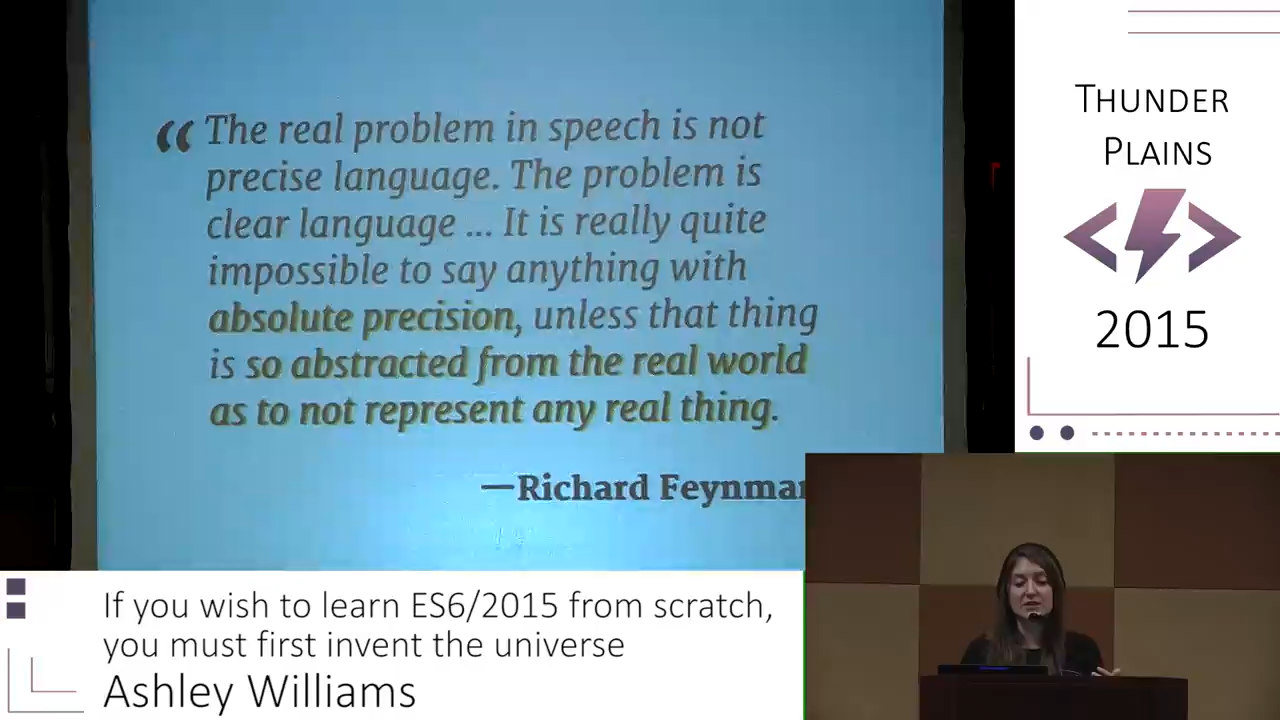 “ The real problem in speech is not
precise language. The problem is
clear language ... It is really quite
impossible to say anything with
absolute precision, unless that thing
is so abstracted from the real world
as to not represent any real thing.
—Richard Feynman
THUNDER
PLAINS
< >
2015
If you wish to learn ES6/2015 from scratch,
you must first invent the universe
Ashley Williams